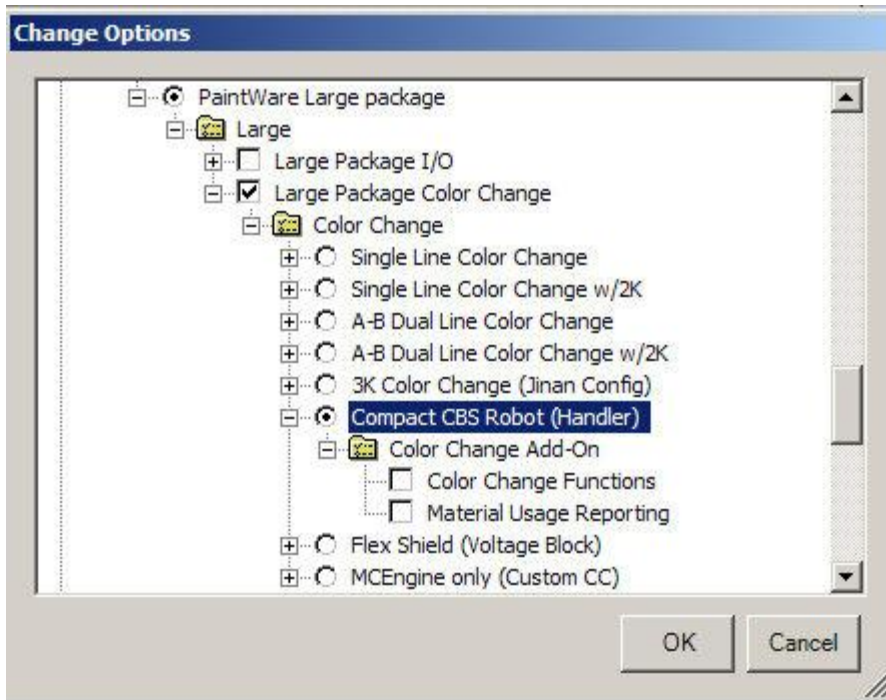 Change Options
PaintWare Large package
Large
Large Package I/O
Large Package Color Change
Color Change
Single Line Color Change
Single Line Color Change w/2K
A-B Dual Line Color Change
A-B Dual Line Color Change w/2K
3K Color Change (Jinan Config)
Compact CBS Robot (Handler)
Color Change Add-On
Color Change Functions
Material Usage Reporting
Flex Shield (Voltage Block)
MCEngine only (Custom CC)
OK Cancel